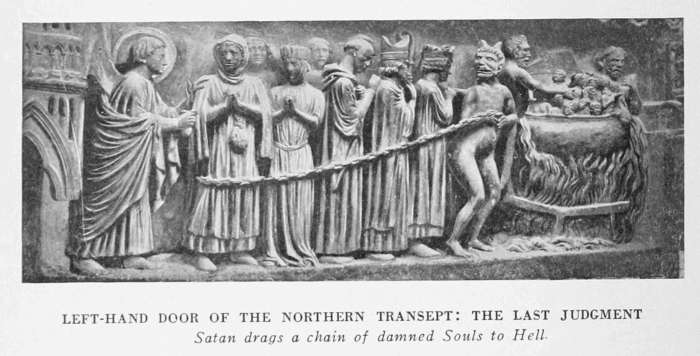 LEFT-HAND DOOR OF THE NORTHERN TRANSEPT: THE LAST JUDGMENT
Satan drags a chain of damned Souls to Hell.